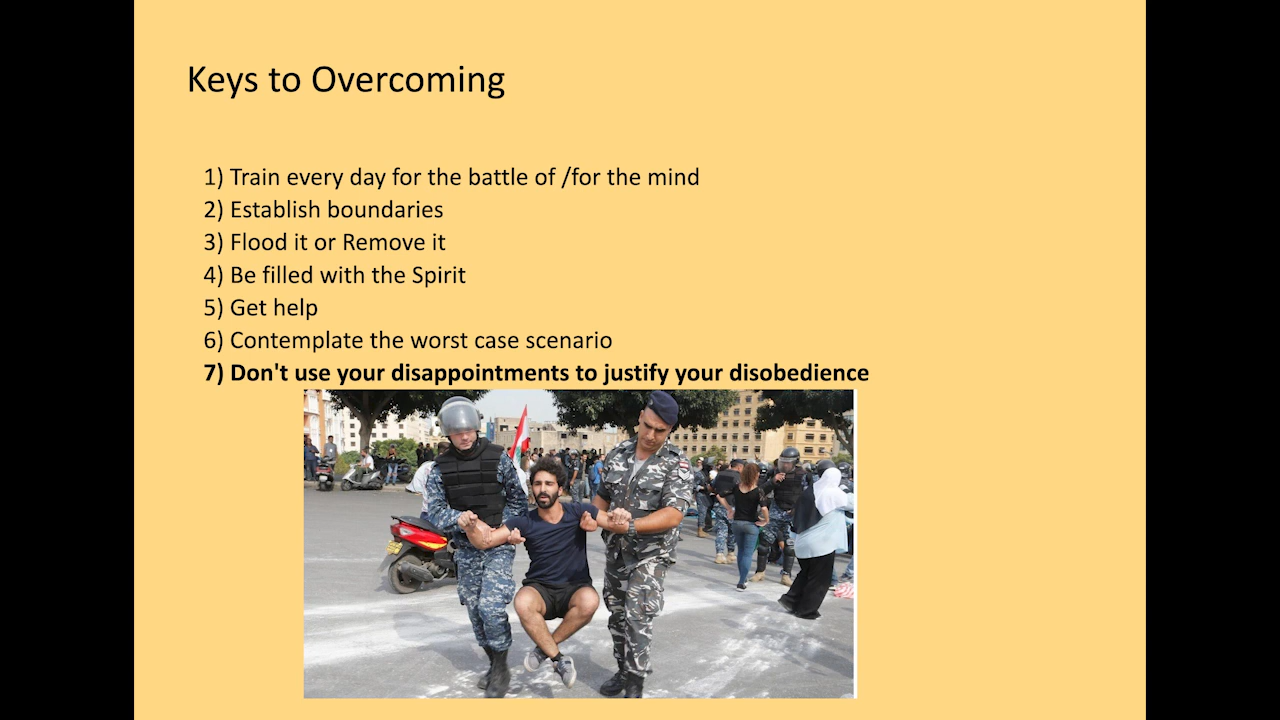 Keys to Overcoming
1) Train every day for the battle of /for the mind
2) Establish boundaries
3) Flood it or Remove it
4) Be filled with the Spirit
5) Get help
6) Contemplate the worst case scenario
7) Don't use your disappointments to justify your disobedience